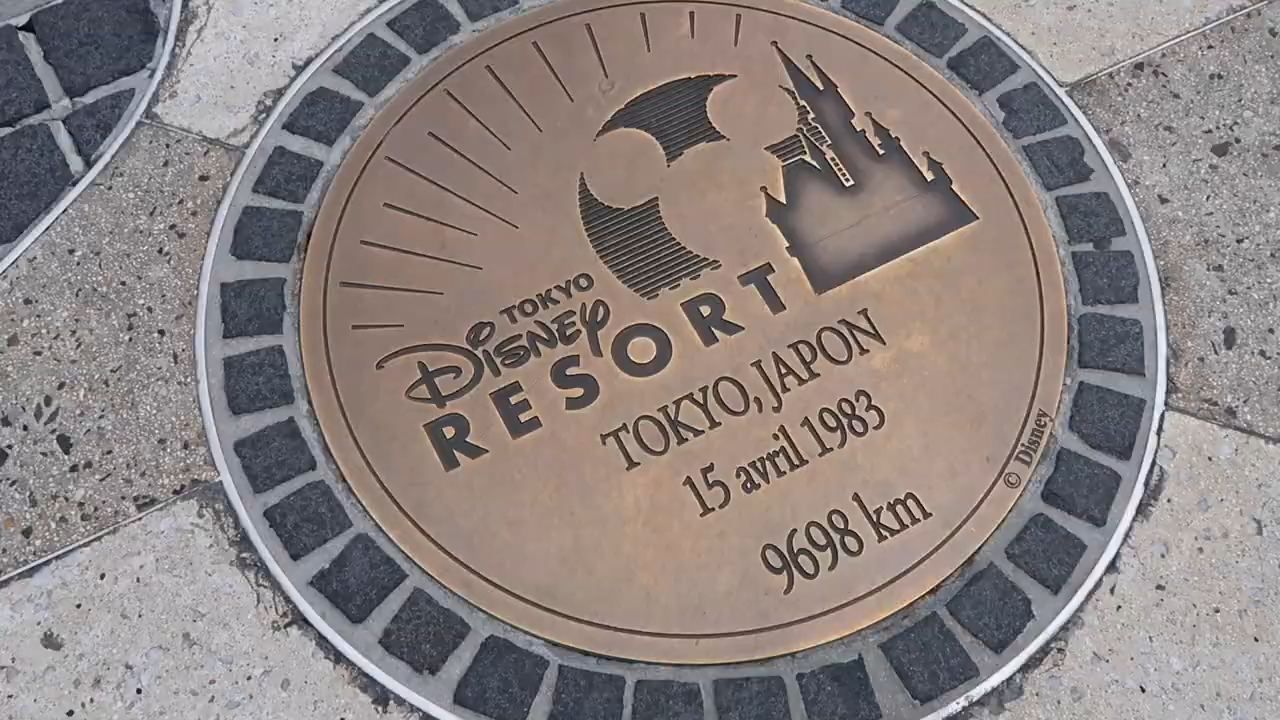 TOKYO
Disney
RESORT
TOKYO, JAPON
15 avril 1983
9698 km
© Disney